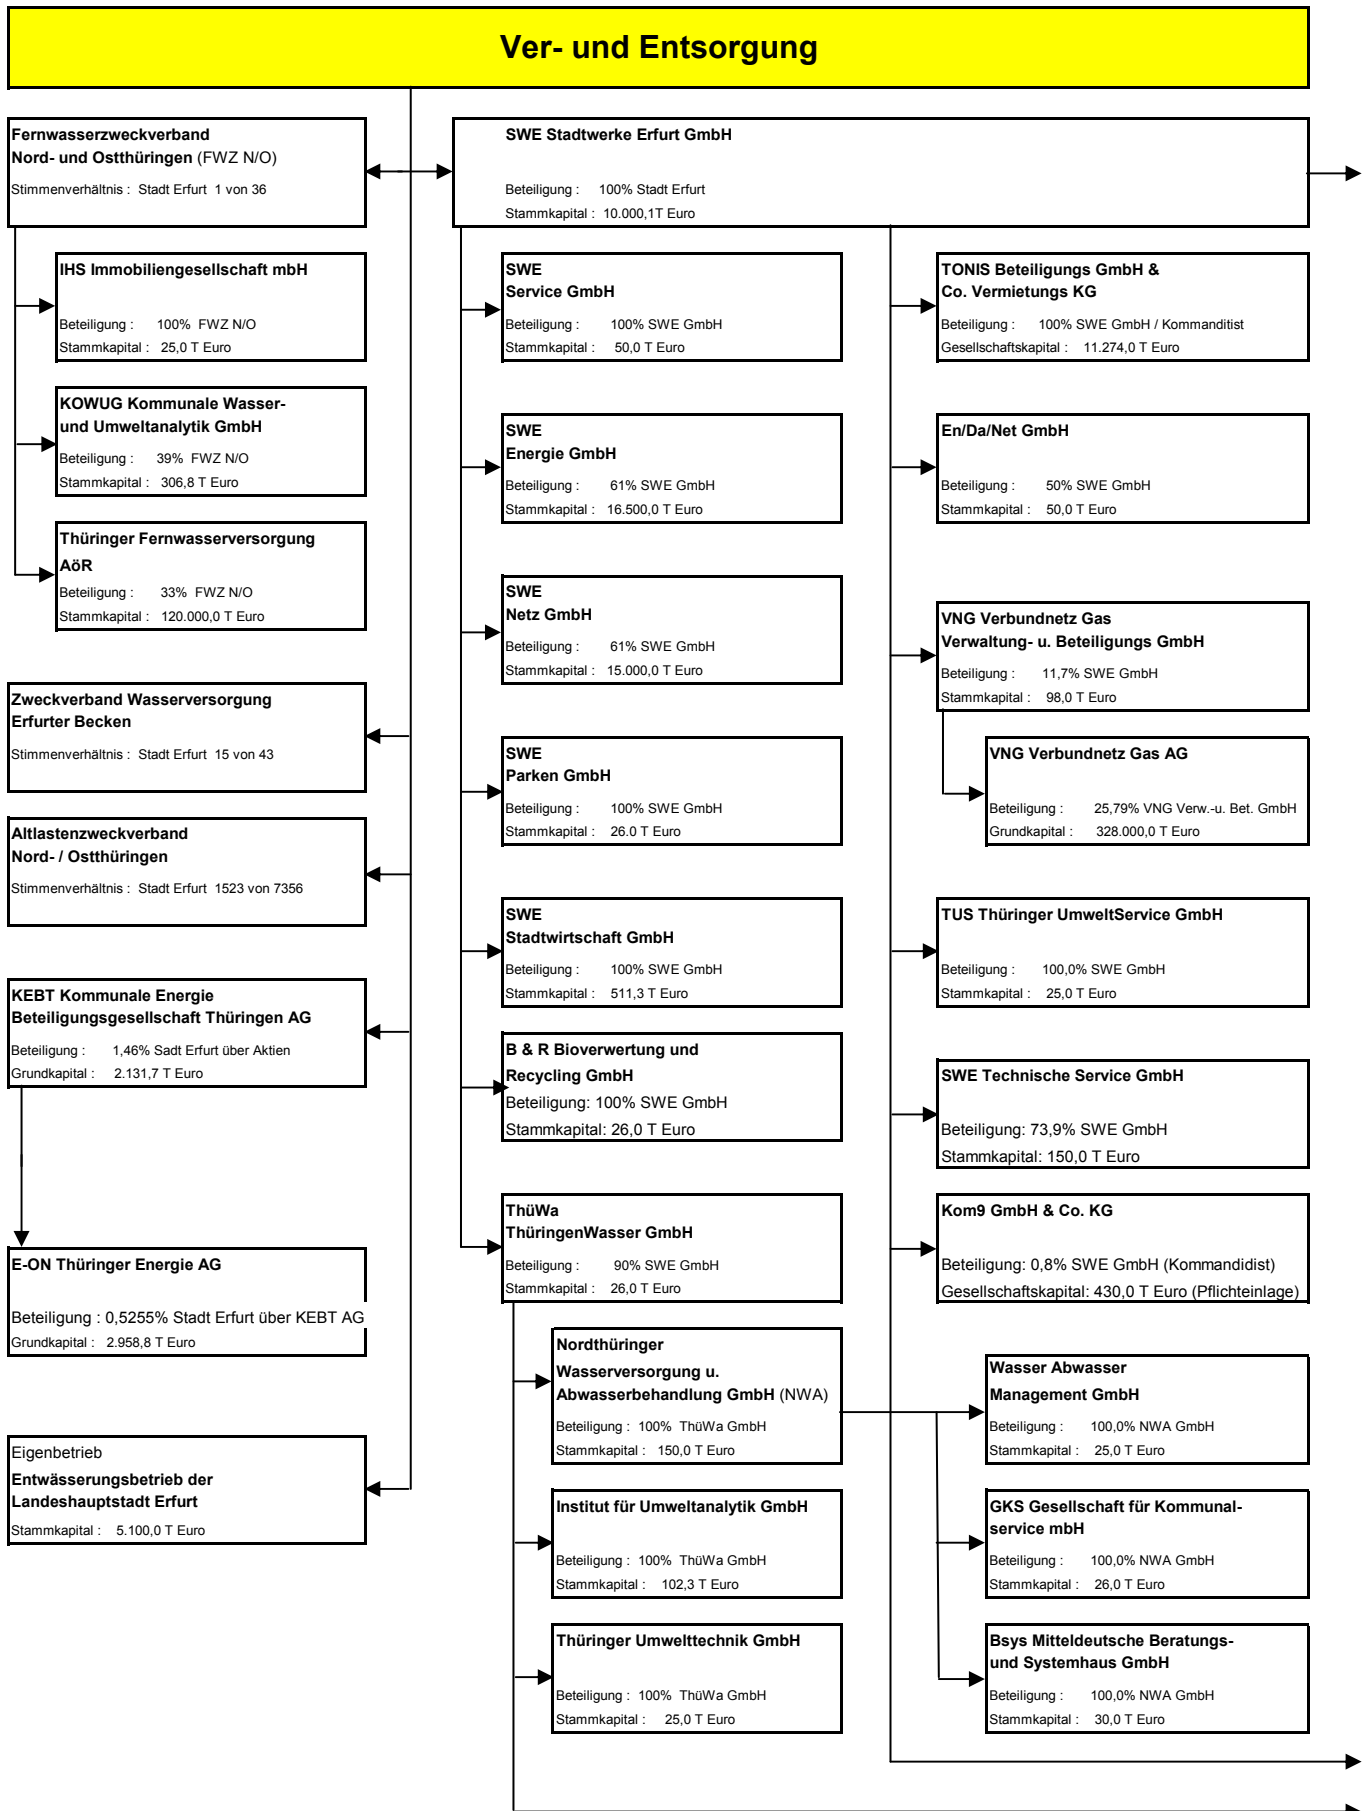 Ver- und Entsorgung
Fernwasserzweckverband
Nord- und Ostthüringen (FWZ N/O)
Stimmenverhältnis : Stadt Erfurt 1 von 36
IHS Immobiliengesellschaft mbH
Beteiligung : 100% FWZ N/O
Stammkapital : 25,0 T Euro
KOWUG Kommunale Wasser-
und Umweltanalytik GmbH
Beteiligung : 39% FWZ N/O
Stammkapital : 306,8 T Euro
Thüringer Fernwasserversorgung
AöR
Beteiligung : 33% FWZ N/O
Stammkapital : 120.000,0 T Euro
Zweckverband Wasserversorgung
Erfurter Becken
Stimmenverhältnis : Stadt Erfurt 15 von 43
Altlastenzweckverband
Nord- / Ostthüringen
Stimmenverhältnis : Stadt Erfurt 1523 von 7356
KEBT Kommunale Energie
Beteiligungsgesellschaft Thüringen AG
Beteiligung : 1,46% Sadt Erfurt über Aktien
Grundkapital : 2.131,7 T Euro
E-ON Thüringer Energie AG
Beteiligung : 0,5255% Stadt Erfurt über KEBT AG
Grundkapital : 2.958,8 T Euro
Eigenbetrieb
Entwässerungsbetrieb der
Landeshauptstadt Erfurt
Stammkapital : 5.100,0 T Euro
SWE Stadtwerke Erfurt GmbH
Beteiligung : 100% Stadt Erfurt
Stammkapital : 10.000,1T Euro
SWE
Service GmbH
Beteiligung : 100% SWE GmbH
Stammkapital : 50,0 T Euro
SWE
Energie GmbH
Beteiligung : 61% SWE GmbH
Stammkapital : 16.500,0 T Euro
SWE
Netz GmbH
Beteiligung : 61% SWE GmbH
Stammkapital : 15.000,0 T Euro
SWE
Parken GmbH
Beteiligung : 100% SWE GmbH
Stammkapital : 26.0 T Euro
SWE
Stadtwirtschaft GmbH
Beteiligung : 100% SWE GmbH
Stammkapital : 511,3 T Euro
B & R Bioverwertung und
Recycling GmbH
Beteiligung: 100% SWE GmbH
Stammkapital: 26,0 T Euro
ThüWa
ThüringenWasser GmbH
Beteiligung : 90% SWE GmbH
Stammkapital : 26,0 T Euro
Nordthüringer
Wasserversorgung u.
Abwasserbehandlung GmbH (NWA)
Beteiligung : 100% ThüWa GmbH
Stammkapital : 150,0 T Euro
Institut für Umweltanalytik GmbH
Beteiligung : 100% ThüWa GmbH
Stammkapital : 102,3 T Euro
Thüringer Umwelttechnik GmbH
Beteiligung : 100% ThüWa GmbH
Stammkapital : 25,0 T Euro
TONIS Beteiligungs GmbH &
Co. Vermietungs KG
Beteiligung : 100% SWE GmbH / Kommanditist
Gesellschaftskapital : 11.274,0 T Euro
En/Da/Net GmbH
Beteiligung : 50% SWE GmbH
Stammkapital : 50,0 T Euro
VNG Verbundnetz Gas
Verwaltung- u. Beteiligungs GmbH
Beteiligung : 11,7% SWE GmbH
Stammkapital : 98,0 T Euro
VNG Verbundnetz Gas AG
Beteiligung : 25,79% VNG Verw.-u. Bet. GmbH
Grundkapital : 328.000,0 T Euro
TUS Thüringer UmweltService GmbH
Beteiligung : 100,0% SWE GmbH
Stammkapital : 25,0 T Euro
SWE Technische Service GmbH
Beteiligung: 73,9% SWE GmbH
Stammkapital: 150,0 T Euro
Kom9 GmbH & Co. KG
Beteiligung: 0,8% SWE GmbH (Kommandidist)
Gesellschaftskapital: 430,0 T Euro (Pflichteinlage)
Wasser Abwasser
Management GmbH
Beteiligung : 100,0% NWA GmbH
Stammkapital : 25,0 T Euro
GKS Gesellschaft für Kommunal-
service mbH
Beteiligung : 100,0% NWA GmbH
Stammkapital : 26,0 T Euro
Bsys Mitteldeutsche Beratungs-
und Systemhaus GmbH
Beteiligung : 100,0% NWA GmbH
Stammkapital : 30,0 T Euro